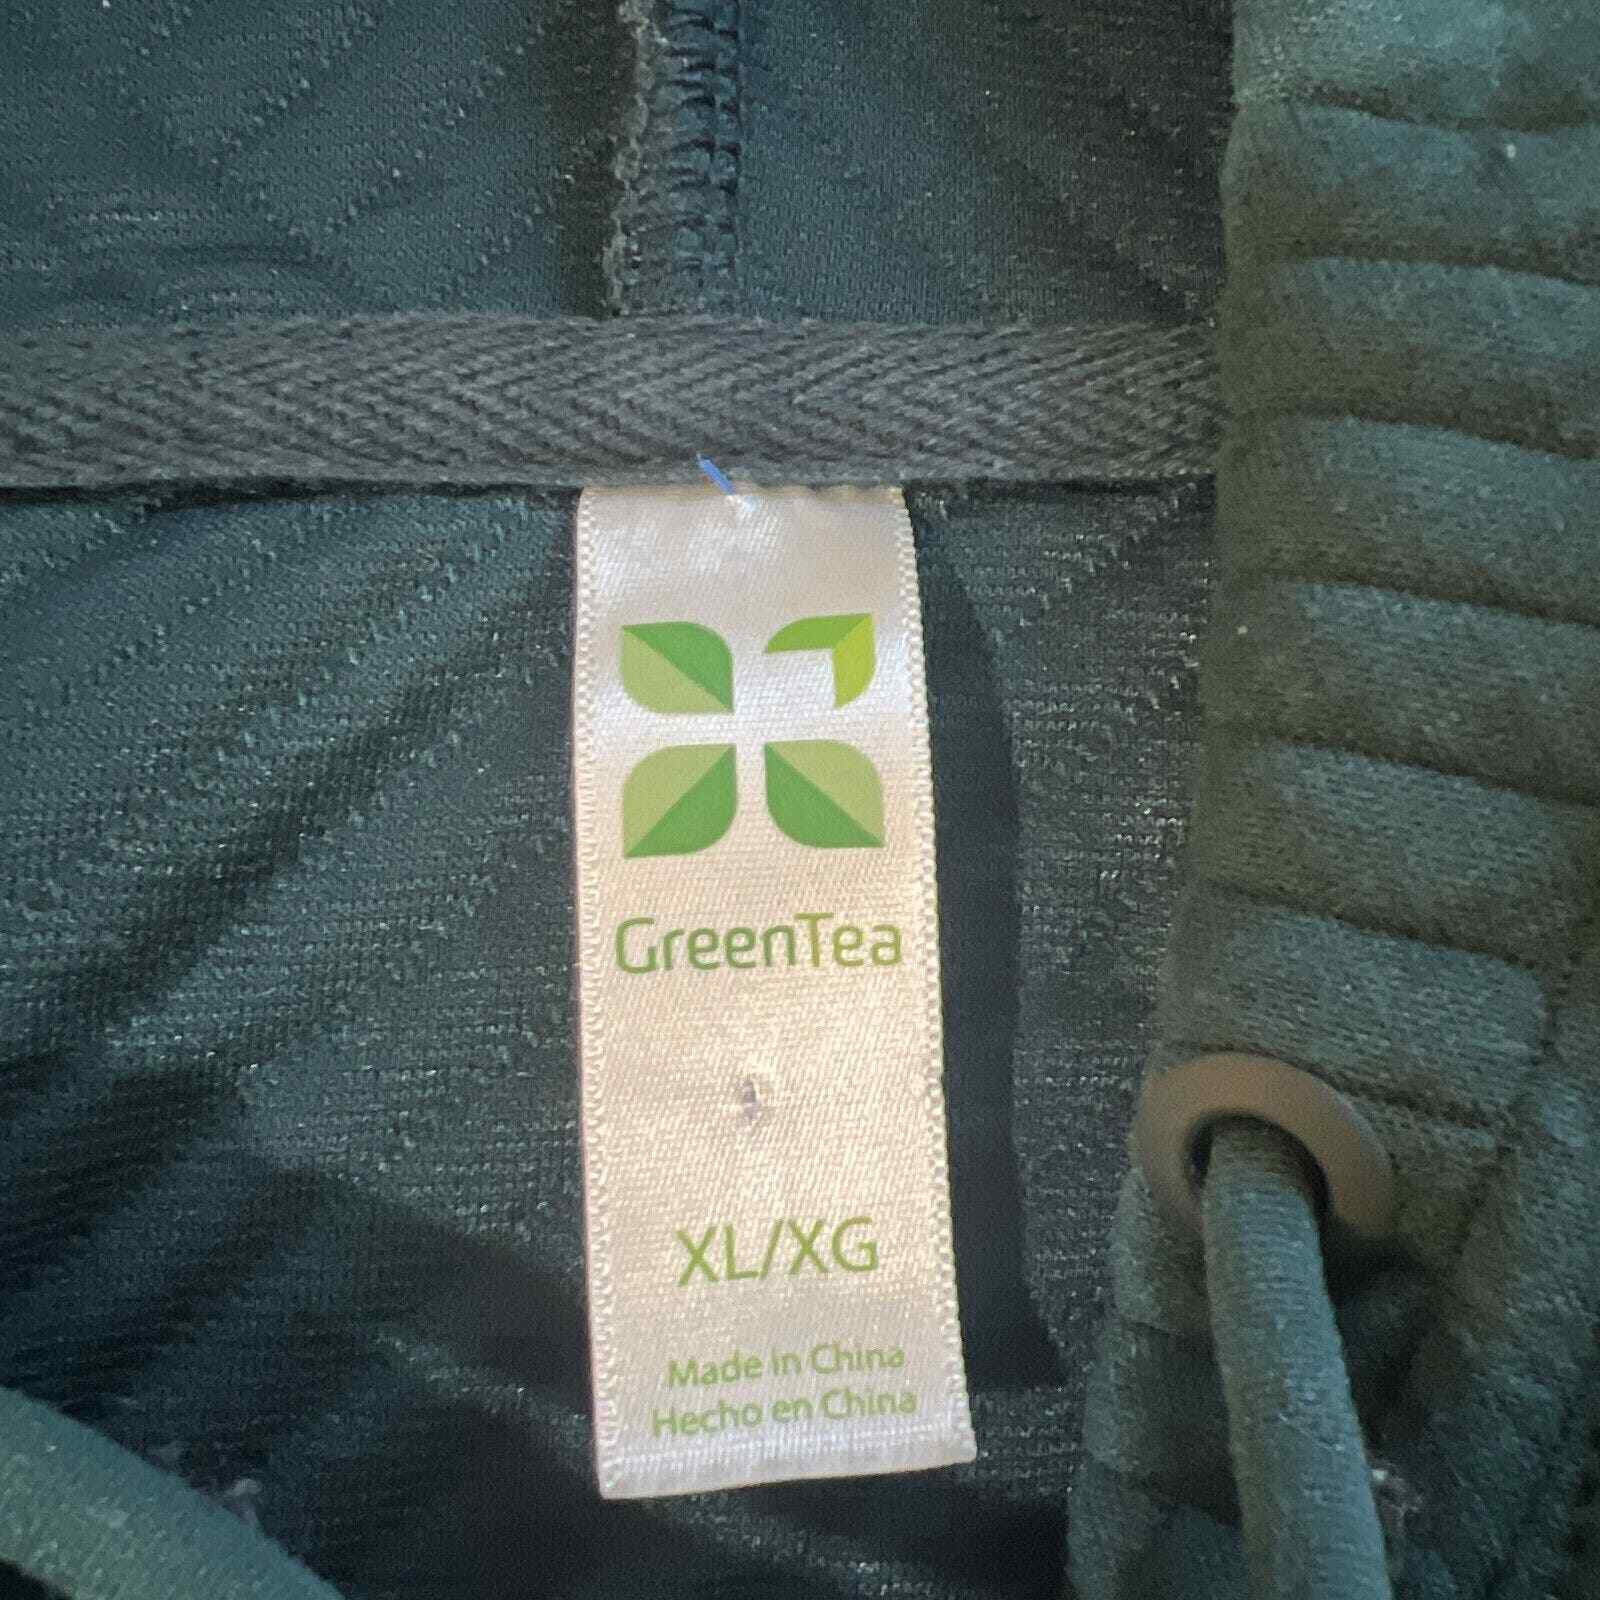 GreenTea
XL/XG
Made in China
Hecho en China